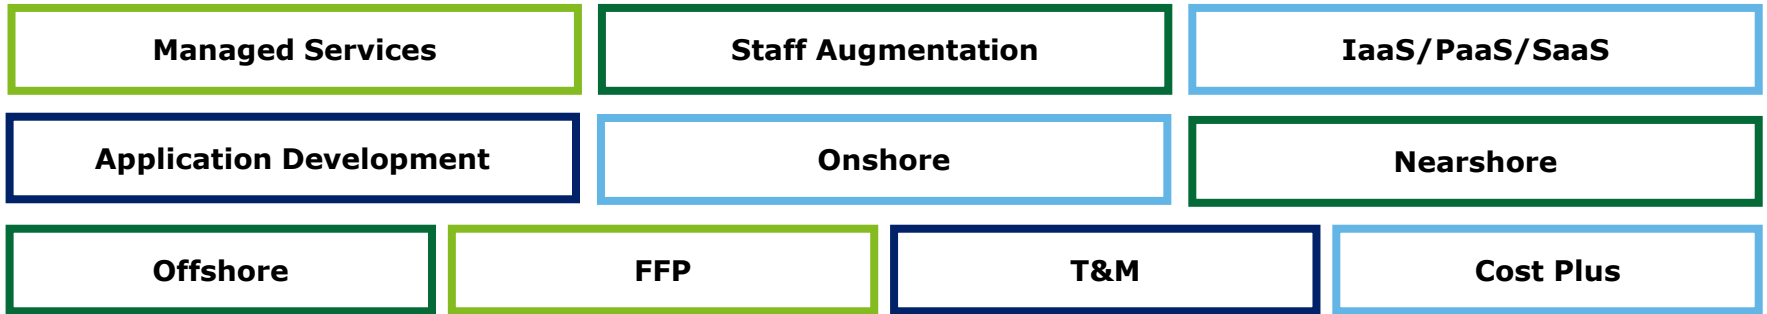 Managed Services
Staff Augmentation
IaaS/PaaS/SaaS
Application Development
Onshore
Nearshore
Offshore
FFP
T&M
Cost Plus